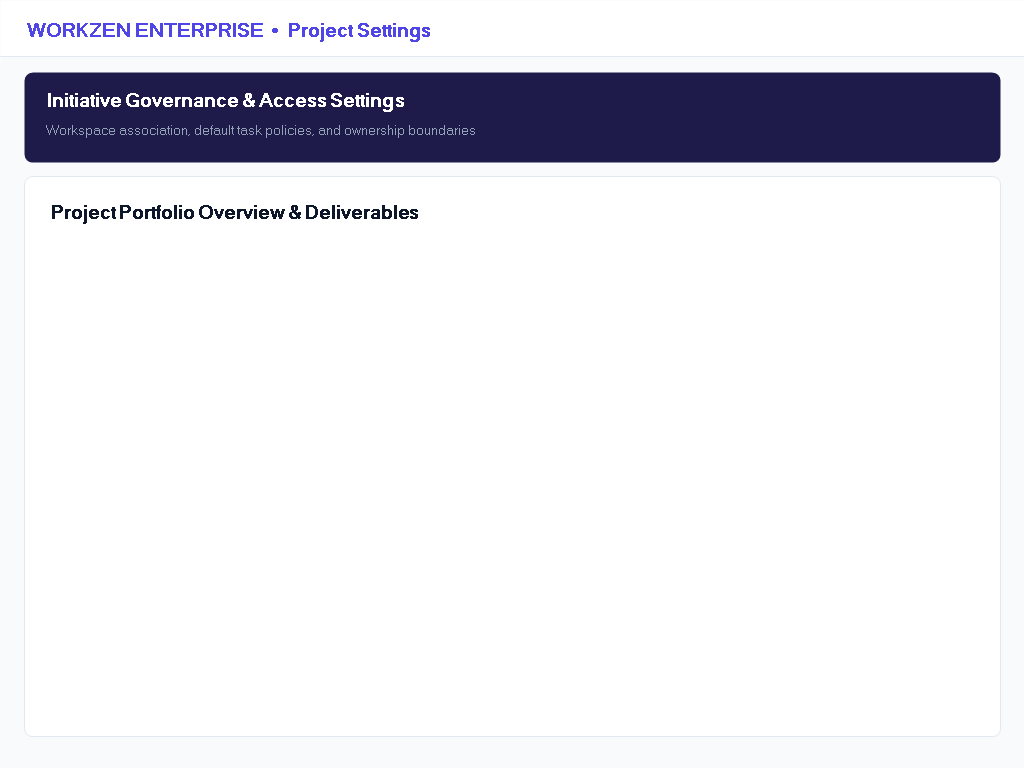 WORKZEN ENTERPRISE • Project Settings
Initiative Governance & Access Settings
Workspace association, default task policies, and ownership boundaries
Project Portfolio Overview & Deliverables